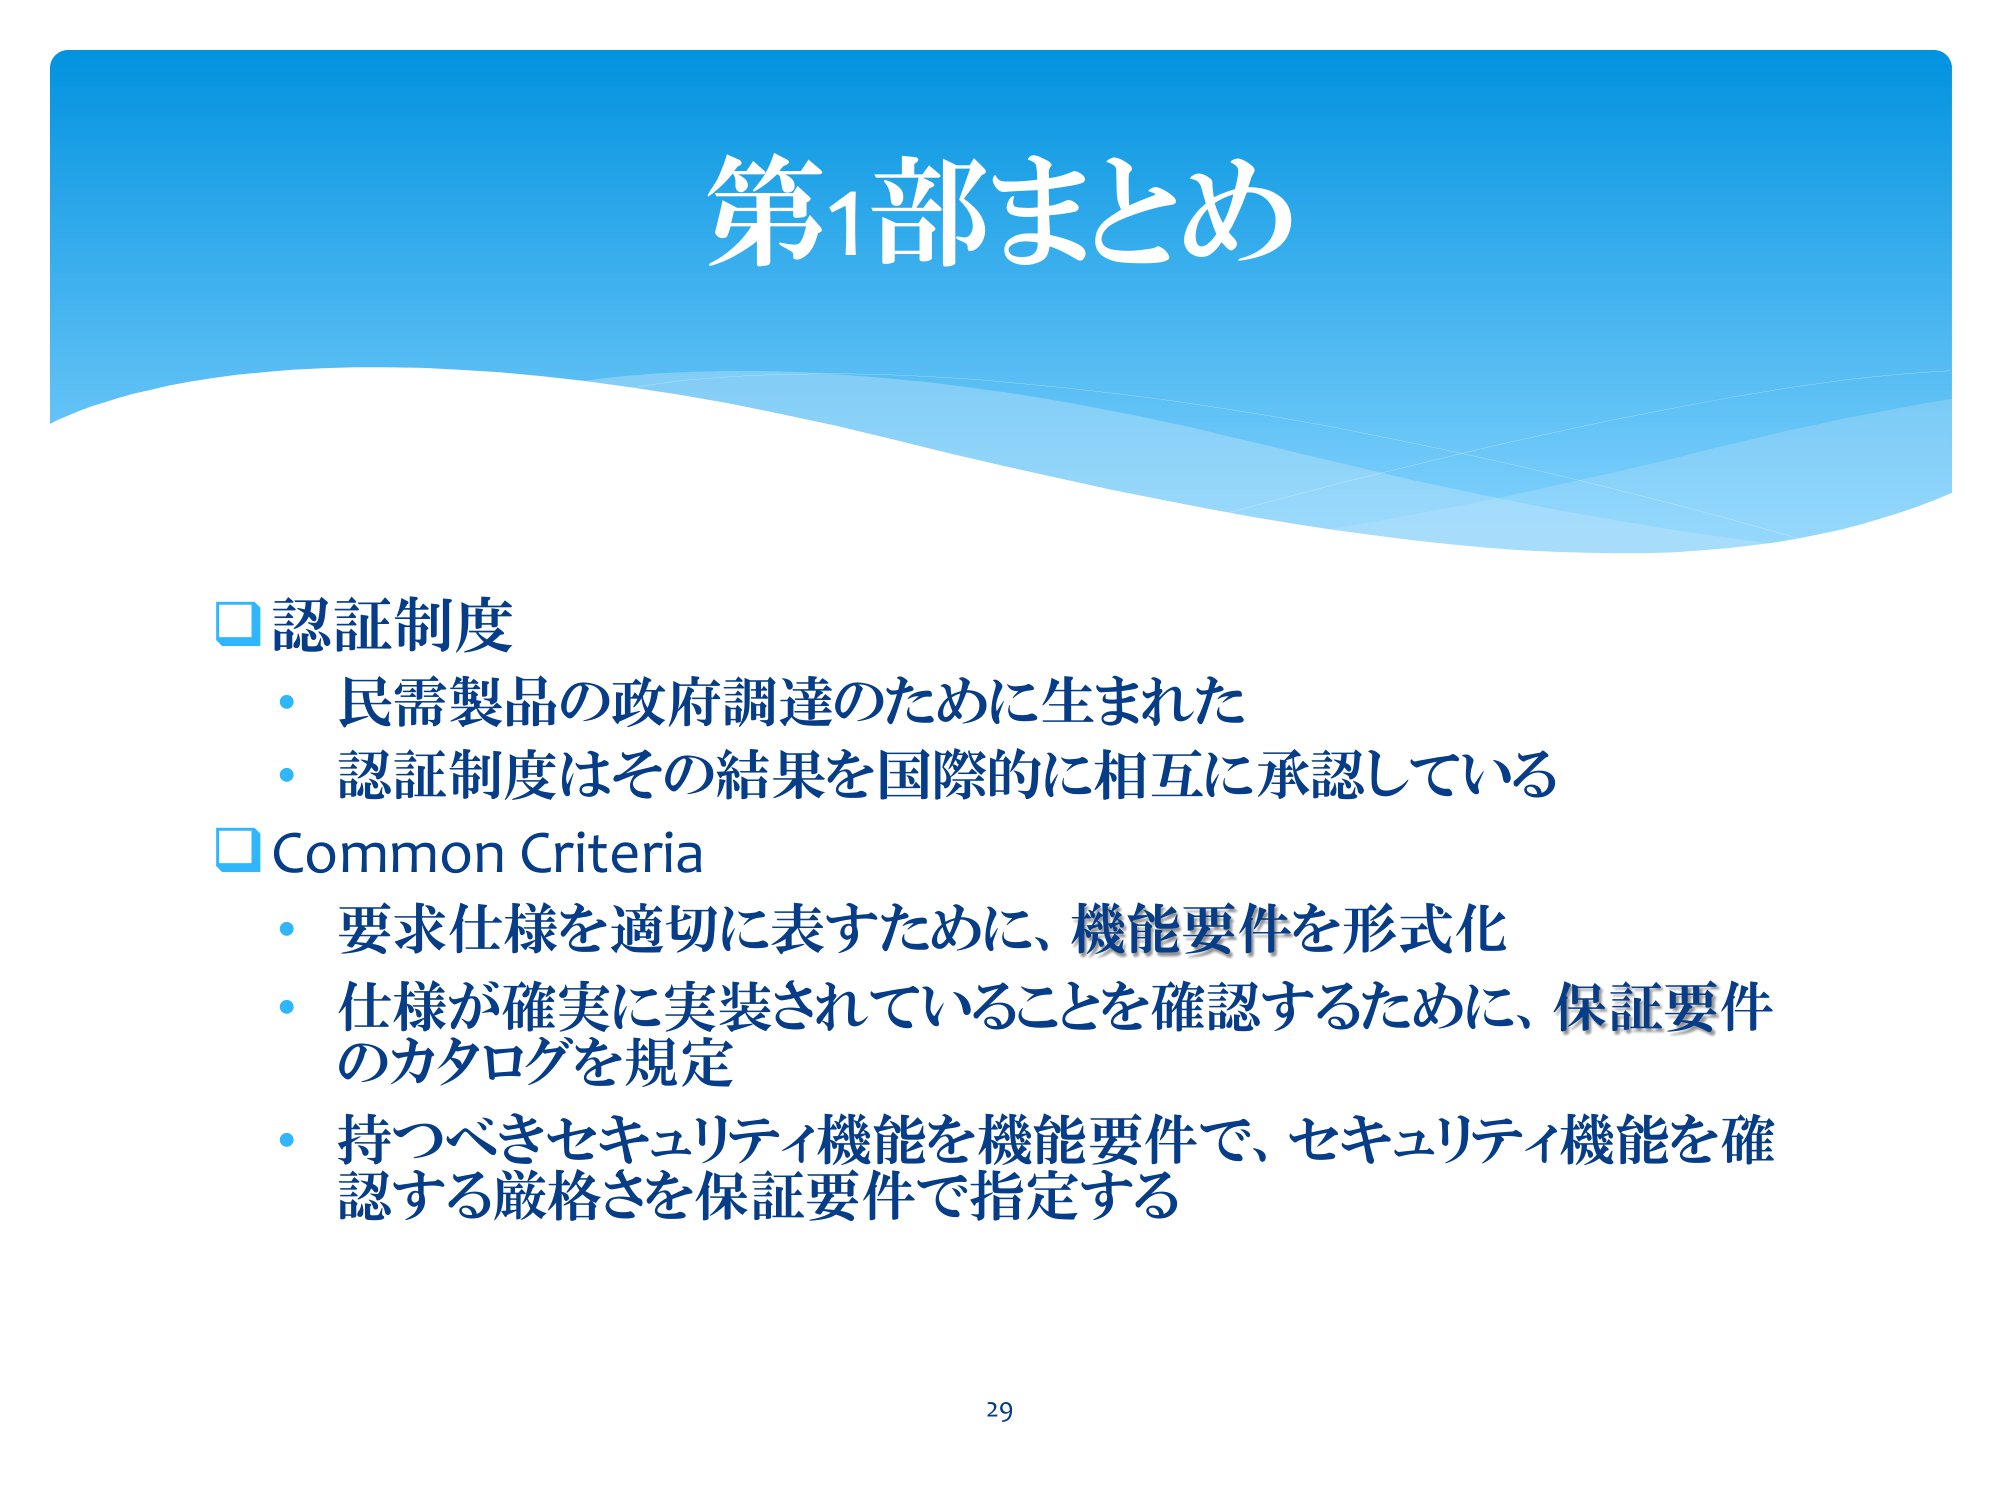 第1部まとめ
認証制度
• 民需製品の政府調達のために生まれた
• 認証制度はその結果を国際的に相互に承認している
Common Criteria
• 要求仕様を適切に表すために、機能要件を形式化
• 仕様が確実に実装されていることを確認するために、保証要件
のカタログを規定
• 持つべきセキュリティ機能を機能要件で、セキュリティ機能を確
認する厳格さを保証要件で指定する
29